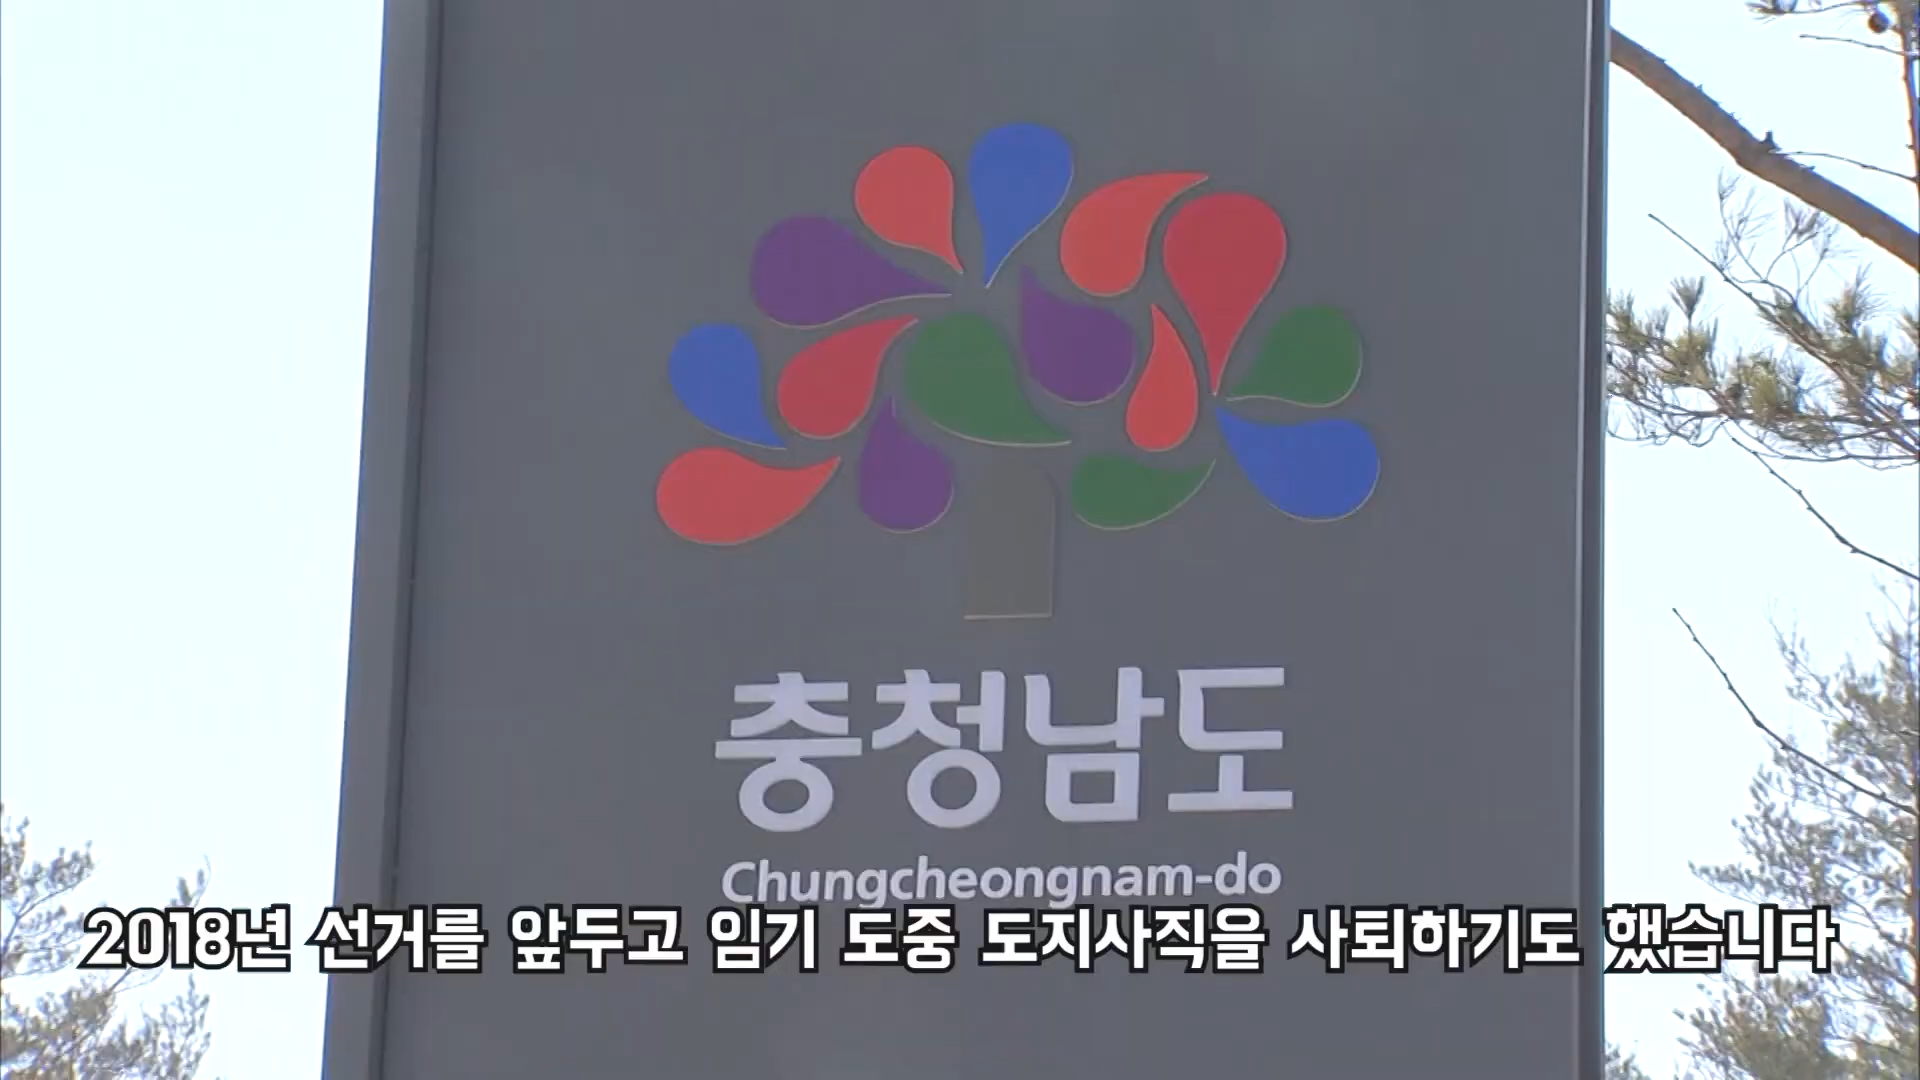 충청남도
Chungcheongnam-do
2018년 선거를 앞두고 임기 도중 도지사직을 사퇴하기도 했습니다